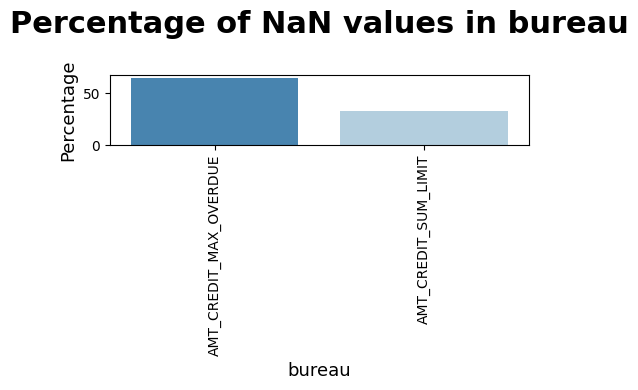 Percentage of NaN values in bureau
Percentage
50
0
AMT_CREDIT_MAX_OVERDUE
AMT_CREDIT_SUM_LIMIT
bureau